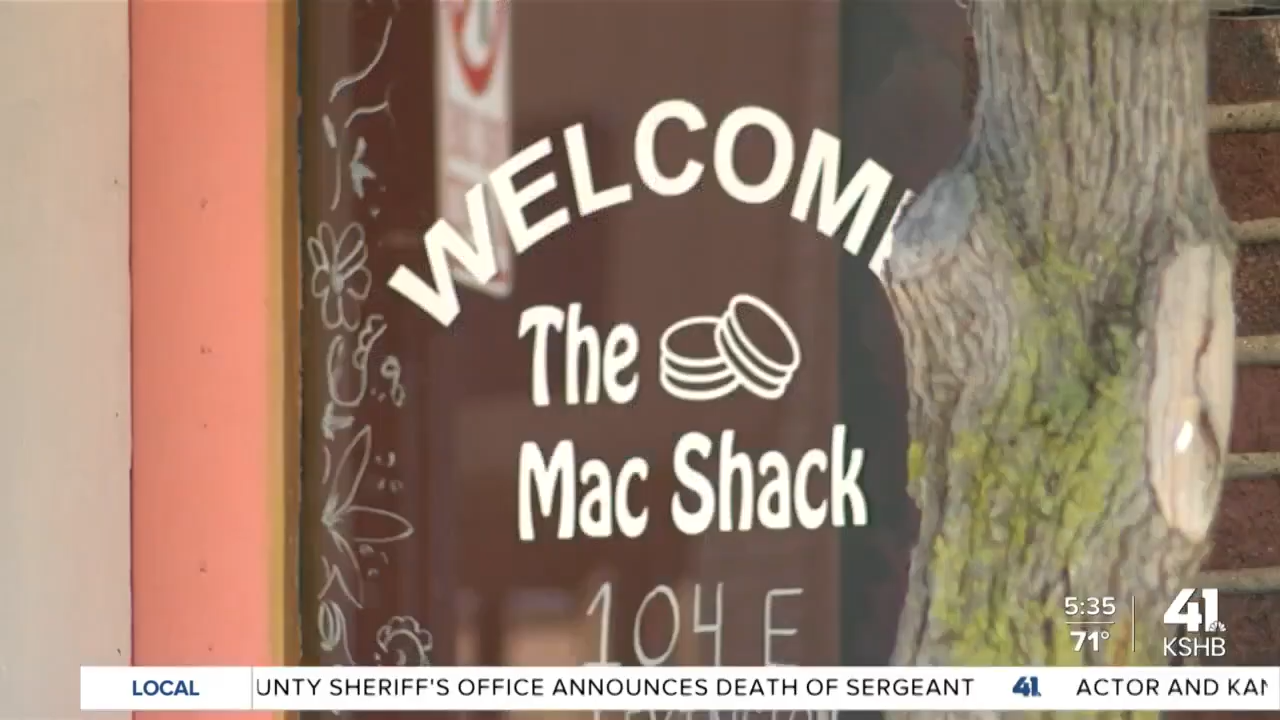 WELCOM
The
Mac Shack
104 E
5:35
71°
41
KSHB
LOCAL
UNTY SHERIFF'S OFFICE ANNOUNCES DEATH OF SERGEANT 41 ACTOR AND KAN